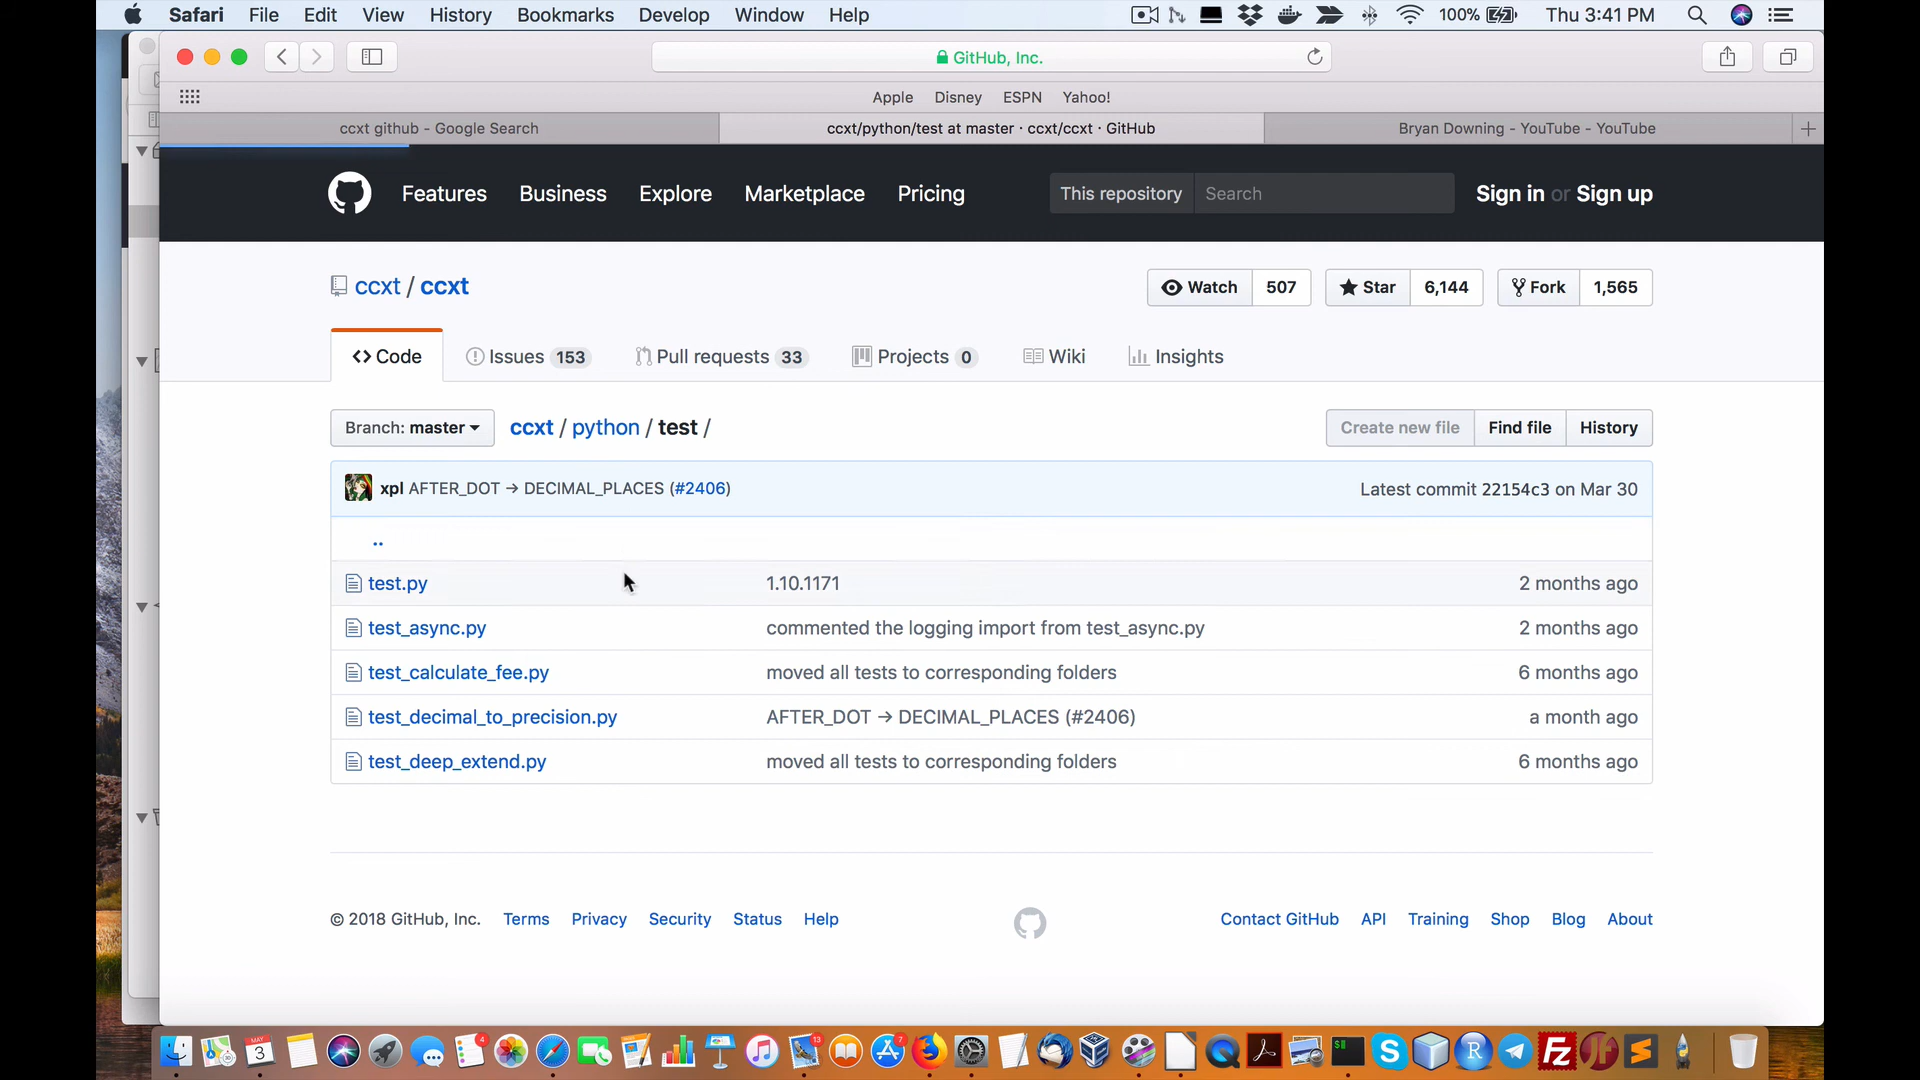 Safari File Edit View History Bookmarks Develop Window Help 100% Thu 3:41 PM
GitHub, Inc.
Apple Disney ESPN Yahoo!
ccxt github - Google Search ccxt/python/test at master · ccxt/ccxt · GitHub Bryan Downing - YouTube - YouTube
Features Business Explore Marketplace Pricing This repository Search Sign in or Sign up
ccxt / ccxt Watch 507 Star 6,144 Fork 1,565
Code Issues 153 Pull requests 33 Projects 0 Wiki Insights
Branch: master ccxt / python / test / Create new file Find file History
xpl AFTER_DOT → DECIMAL_PLACES (#2406) Latest commit 22154c3 on Mar 30
..
test.py 1.10.1171 2 months ago
test_async.py commented the logging import from test_async.py 2 months ago
test_calculate_fee.py moved all tests to corresponding folders 6 months ago
test_decimal_to_precision.py AFTER_DOT → DECIMAL_PLACES (#2406) a month ago
test_deep_extend.py moved all tests to corresponding folders 6 months ago
© 2018 GitHub, Inc. Terms Privacy Security Status Help Contact GitHub API Training Shop Blog About
MAY 3 4 13 7 $ S R Fz JF S